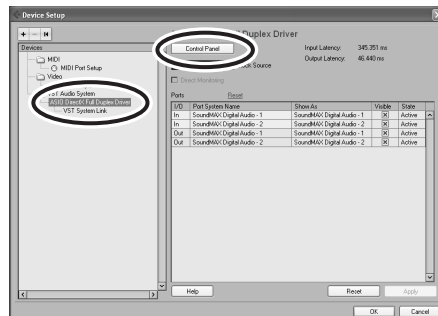 Device Setup
Devices
MIDI
MIDI Port Setup
Video
VST Audio System
ASIO DirectX Full Duplex Driver
VST System Link
Duplex Driver
Control Panel
Input Latency: 345.351 ms
Output Latency: 46.440 ms
Source
Direct Monitoring
Ports Reset
I/O Port System Name Show As Visible State
In SoundMAX Digital Audio - 1 SoundMAX Digital Audio - 1 Active
In SoundMAX Digital Audio - 2 SoundMAX Digital Audio - 2 Active
Out SoundMAX Digital Audio - 1 SoundMAX Digital Audio - 1 Active
Out SoundMAX Digital Audio - 2 SoundMAX Digital Audio - 2 Active
Help Reset Apply
OK Cancel